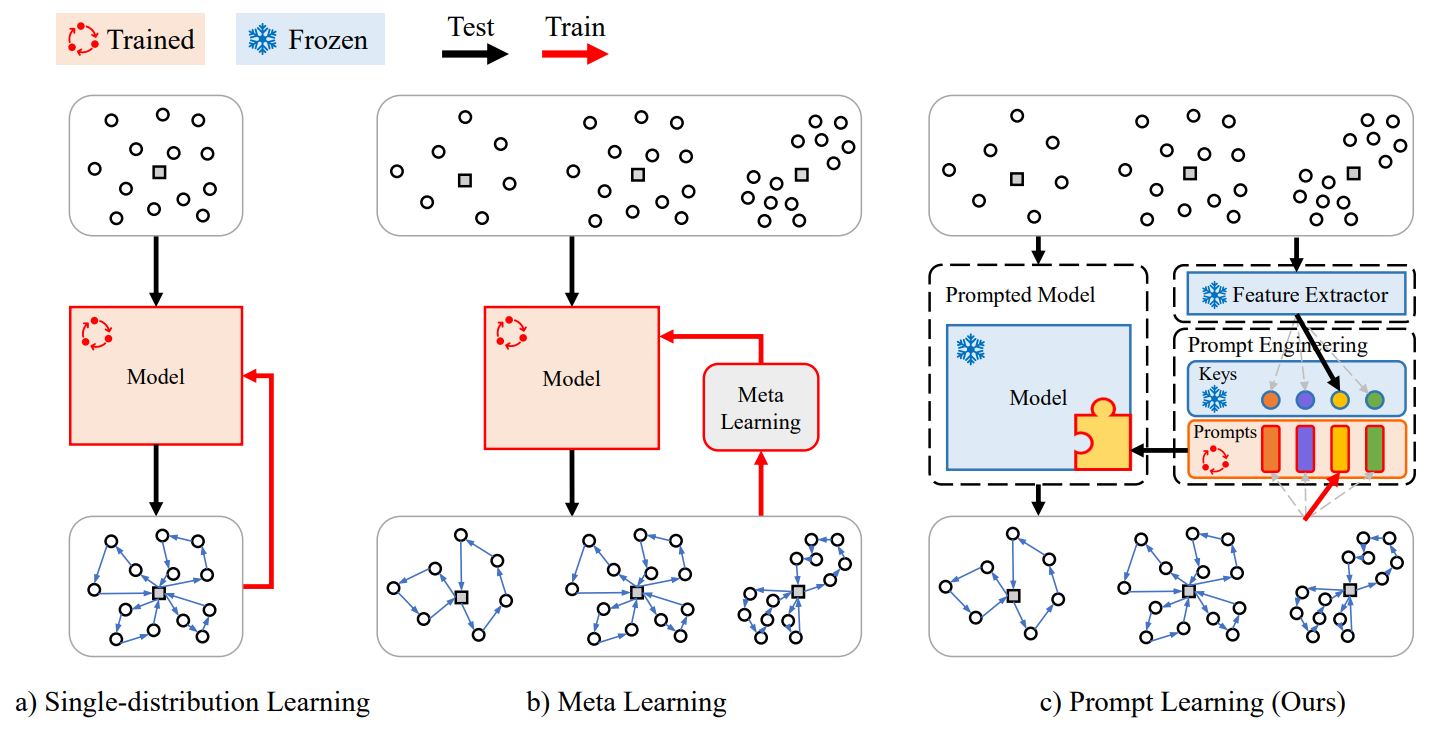 Trained
Frozen
Test
Train
Model
a) Single-distribution Learning
Model
Meta
Learning
b) Meta Learning
Prompted Model
Model
Feature Extractor
Prompt Engineering
Keys
Prompts
c) Prompt Learning (Ours)